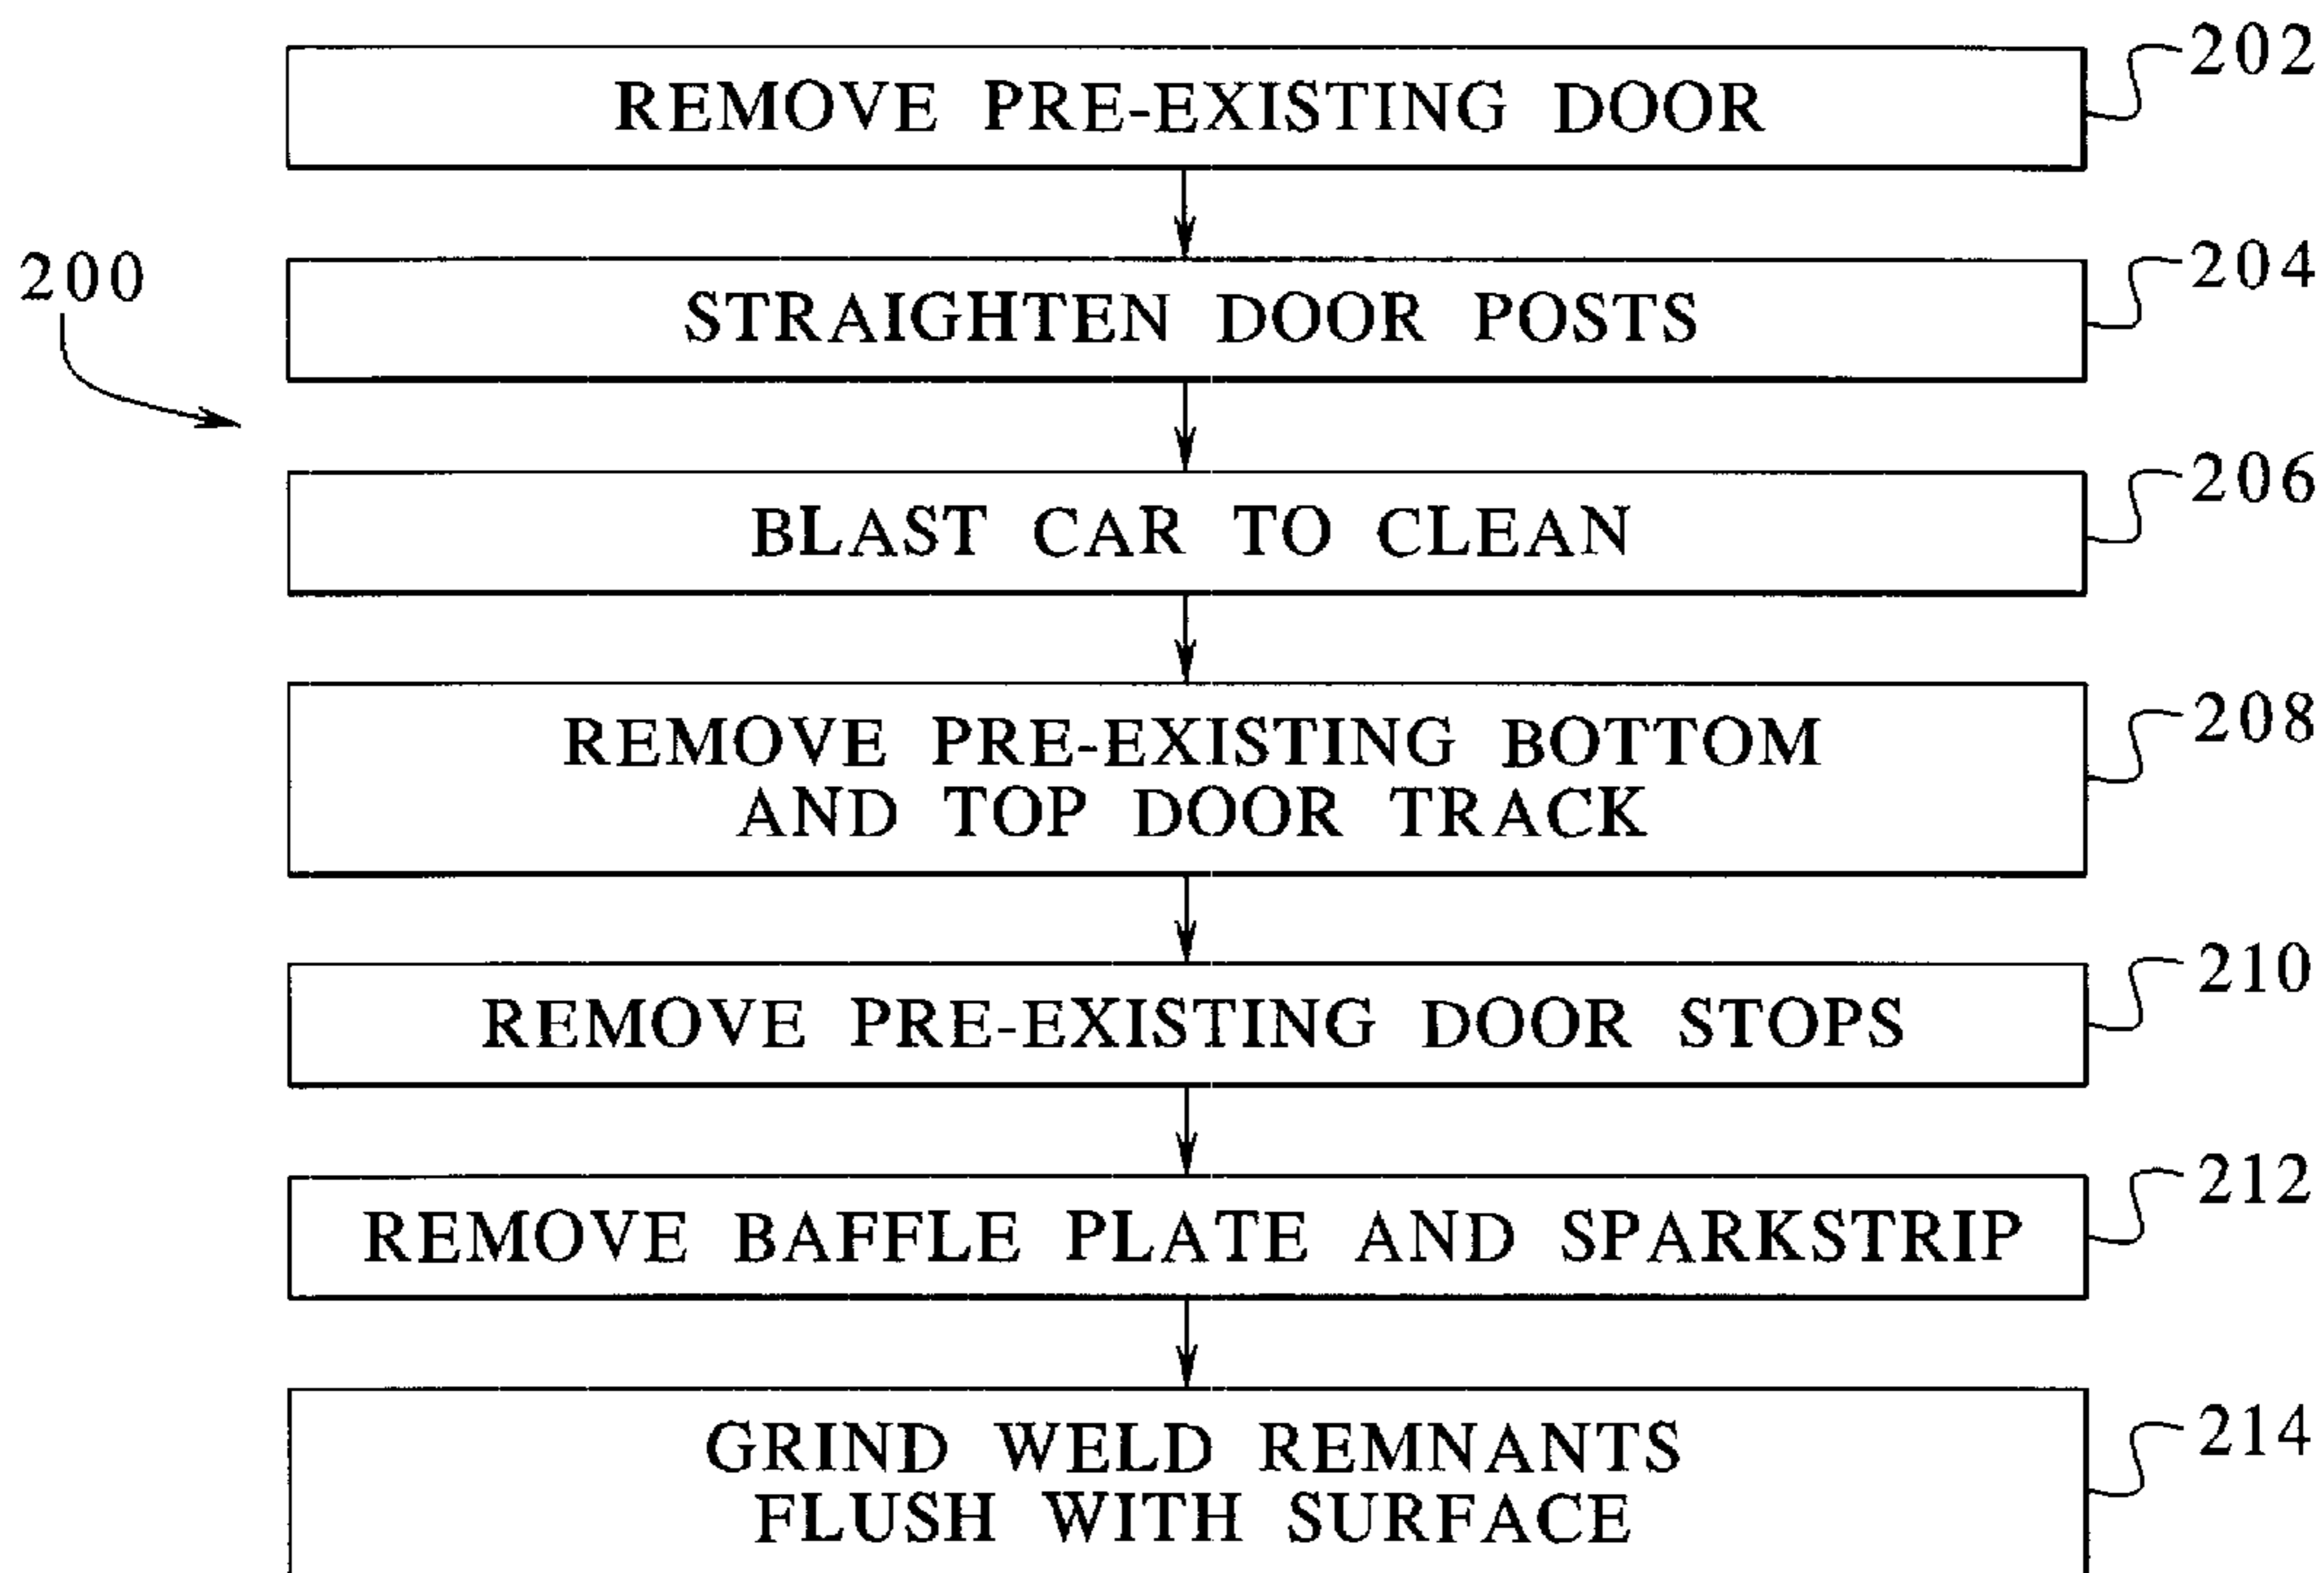 REMOVE PRE-EXISTING DOOR
202
200
STRAIGHTEN DOOR POSTS
204
BLAST CAR TO CLEAN
206
REMOVE PRE-EXISTING BOTTOM
AND TOP DOOR TRACK
208
REMOVE PRE-EXISTING DOOR STOPS
210
REMOVE BAFFLE PLATE AND SPARKSTRIP
212
GRIND WELD REMNANTS
FLUSH WITH SURFACE
214